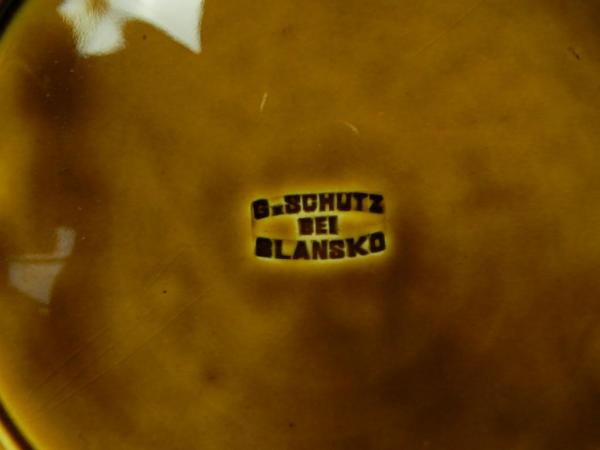 G. SCHUTZ
BEI
BLANSKO